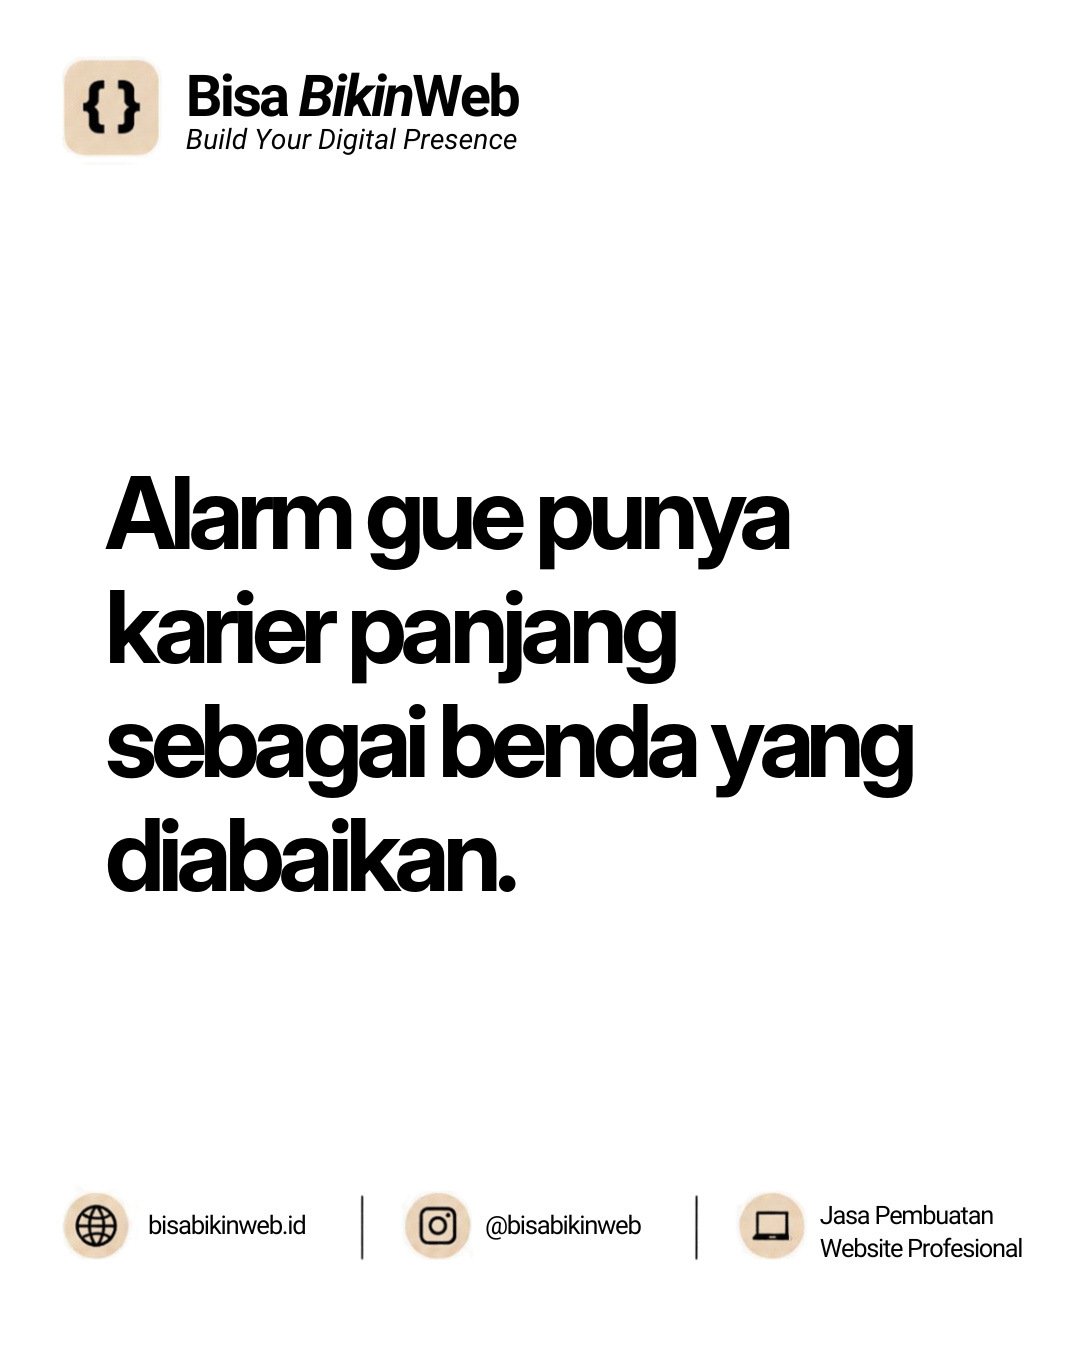 { }
Bisa BikinWeb
Build Your Digital Presence
Alarm gue punya
karier panjang
sebagai benda yang
diabaikan.
bisabikinweb.id
@bisabikinweb
Jasa Pembuatan
Website Profesional